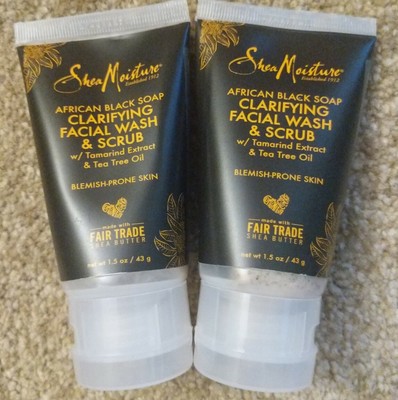 SheaMoisture
Established 1912
AFRICAN BLACK SOAP
CLARIFYING
FACIAL WASH
& SCRUB
w/ Tamarind Extract
& Tea Tree Oil
BLEMISH-PRONE SKIN
made with
FAIR TRADE
SHEA BUTTER
net wt 1.5 oz / 43 g
SheaMoisture
Established 1912
AFRICAN BLACK SOAP
CLARIFYING
FACIAL WASH
& SCRUB
w/ Tamarind Extract
& Tea Tree Oil
BLEMISH-PRONE SKIN
made with
FAIR TRADE
SHEA BUTTER
net wt 1.5 oz / 43 g